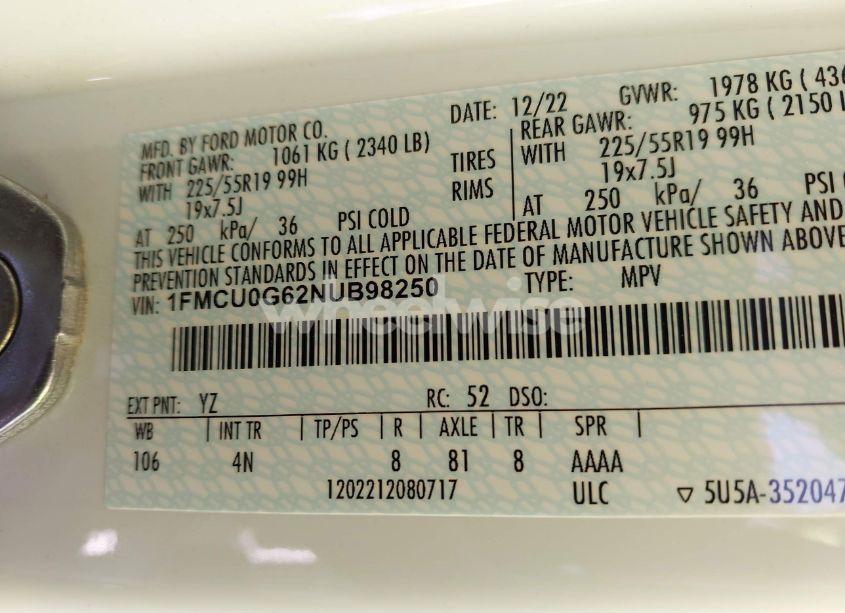 MFD. BY FORD MOTOR CO.
DATE: 12/22 GVWR: 1978 KG ( 436
FRONT GAWR: 1061 KG ( 2340 LB) REAR GAWR: 975 KG ( 2150 L
WITH 225/55R19 99H TIRES WITH 225/55R19 99H
19x7.5J RIMS 19x7.5J
AT 250 kPa/ 36 PSI COLD AT 250 kPa/ 36 PSI
THIS VEHICLE CONFORMS TO ALL APPLICABLE FEDERAL MOTOR VEHICLE SAFETY AND
PREVENTION STANDARDS IN EFFECT ON THE DATE OF MANUFACTURE SHOWN ABOVE
VIN: 1FMCU0G62NUB98250 TYPE: MPV
wheelwise
EXT PNT: YZ RC: 52 DSO:
WB INT TR TP/PS R AXLE TR SPR
106 4N 8 81 8 AAAA
1202212080717 ULC 5U5A-352047